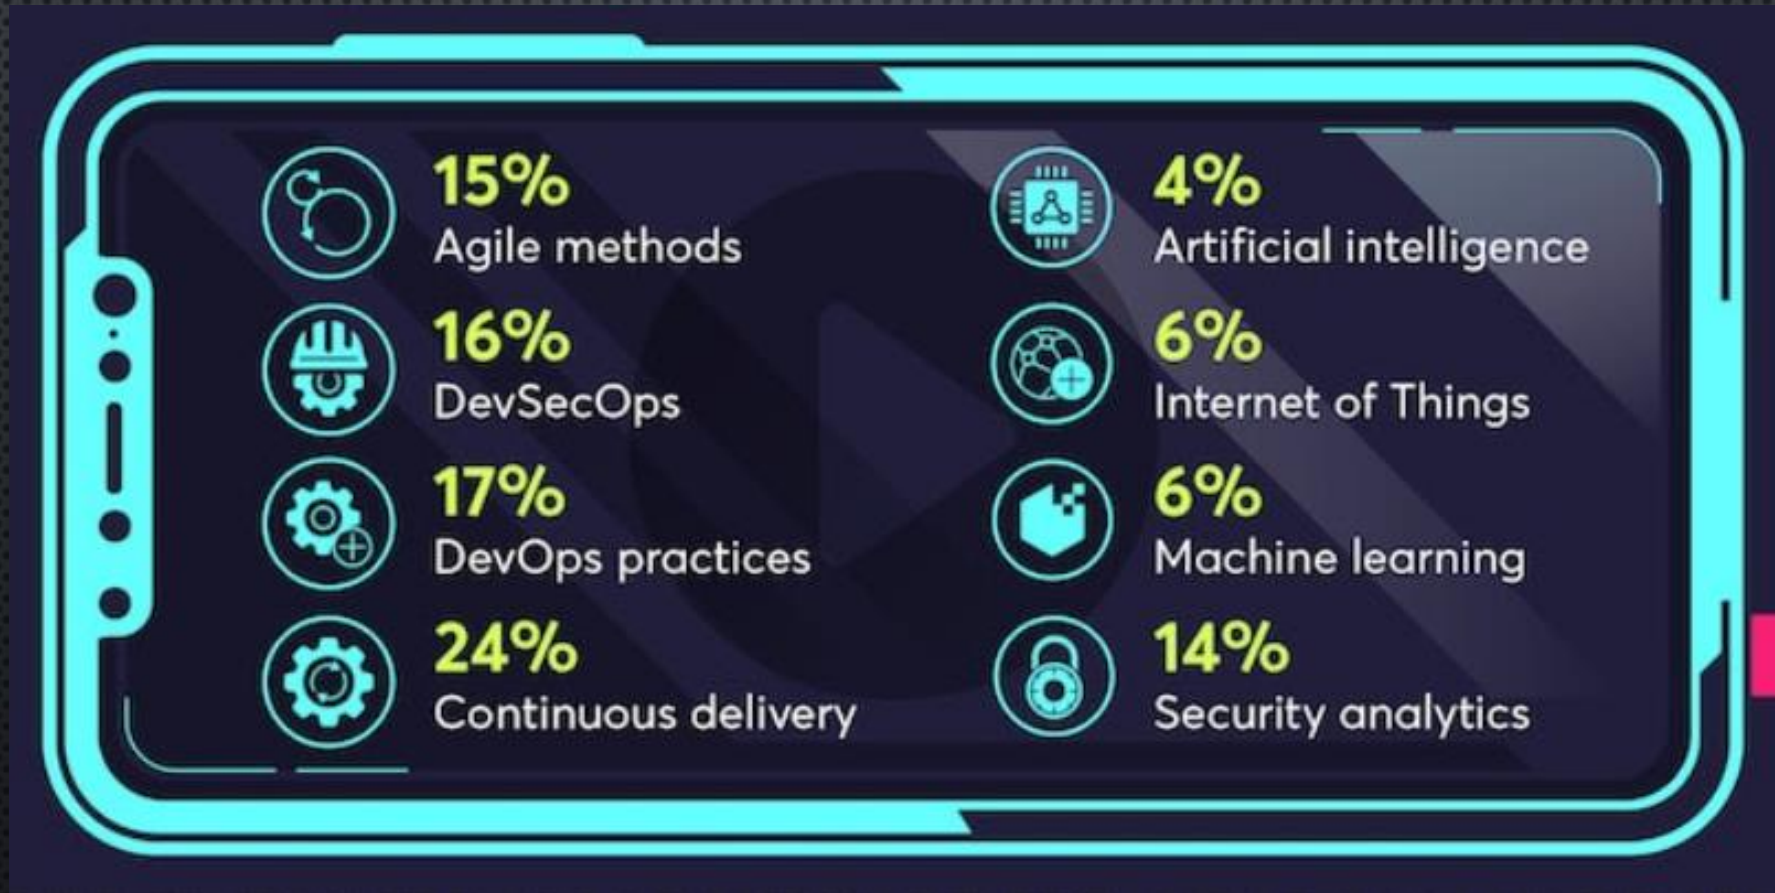 15%
Agile methods
16%
DevSecOps
17%
DevOps practices
24%
Continuous delivery
4%
Artificial intelligence
6%
Internet of Things
6%
Machine learning
14%
Security analytics